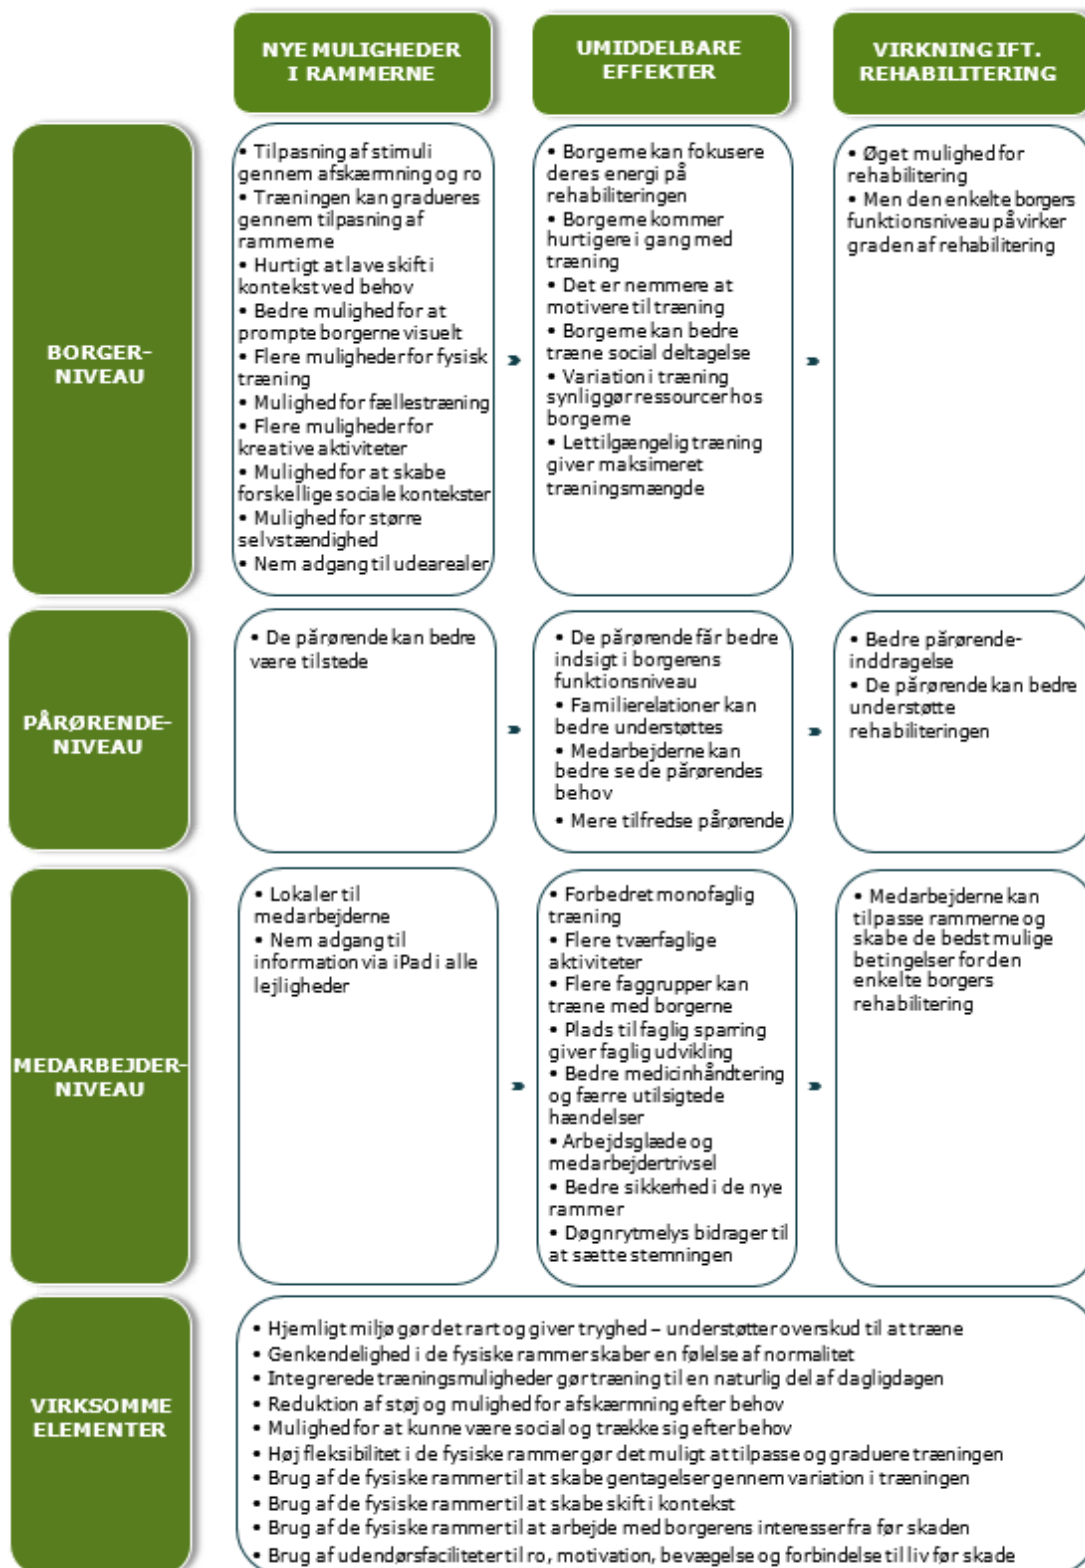 NYE MULIGHEDER
I RAMMERNE
UMIDDELBARE
EFFEKTER
VIRKNING IFT.
REHABILITERING
BORGER-
NIVEAU
• Tilpasning af stimuli
gennem afskærmning og ro
• Træningen kan gradueres
gennem tilpasning af
rammerne
• Hurtigt at lave skift i
kontekst ved behov
• Bedre mulighed for at
prompte borgerne visuelt
• Flere muligheder for fysisk
træning
• Mulighed for fællestræning
• Flere muligheder for
kreative aktiviteter
• Mulighed for at skabe
forskellige sociale kontekster
• Mulighed for større
selvstændighed
• Nem adgang til udearealer
• Borgerne kan fokusere
deres energi på
rehabiliteringen
• Borgerne kommer
hurtigere i gang med
træning
• Det er nemmere at
motivere til træning
• Borgerne kan bedre
træne social deltagelse
• Variation i træning
synliggør ressourcer hos
borgerne
• Lettilgængelig træning
giver maksimeret
træningsmængde
• Øget mulighed for
rehabilitering
• Men den enkelte borgers
funktionsniveau påvirker
graden af rehabilitering
PÅRØRENDE-
NIVEAU
• De pårørende kan bedre
være tilstede
• De pårørende får bedre
indsigt i borgerens
funktionsniveau
• Familierelationer kan
bedre understøttes
• Medarbejderne kan
bedre se de pårørendes
behov
• Mere tilfredse pårørende
• Bedre pårørende-
inddragelse
• De pårørende kan bedre
understøtte
rehabiliteringen
MEDARBEJDER-
NIVEAU
• Lokaler til
medarbejderne
• Nem adgang til
information via iPad i alle
lejligheder
• Forbedret monofaglig
træning
• Flere tværfaglige
aktiviteter
• Flere faggrupper kan
træne med borgerne
• Plads til faglig sparring
giver faglig udvikling
• Bedre medicinhåndtering
og færre utilsigtede
hændelser
• Arbejdsglæde og
medarbejdertrivsel
• Bedre sikkerhed i de nye
rammer
• Døgnrytmelys bidrager til
at sætte stemningen
• Medarbejderne kan
tilpasse rammerne og
skabe de bedst mulige
betingelser for den
enkelte borgers
rehabilitering
VIRKSOMME
ELEMENTER
• Hjemligt miljø gør det rart og giver tryghed – understøtter overskud til at træne
• Genkendelighed i de fysiske rammer skaber en følelse af normalitet
• Integrerede træningsmuligheder gør træning til en naturlig del af dagligdagen
• Reduktion af støj og mulighed for afskærmning efter behov
• Mulighed for at kunne være social og trække sig efter behov
• Høj fleksibilitet i de fysiske rammer gør det muligt at tilpasse og graduere træningen
• Brug af de fysiske rammer til at skabe gentagelser gennem variation i træningen
• Brug af de fysiske rammer til at skabe skift i kontekst
• Brug af de fysiske rammer til at arbejde med borgerens interesser fra før skaden
• Brug af udendørsfaciliteter til ro, motivation, bevægelse og forbindelse til liv før skade